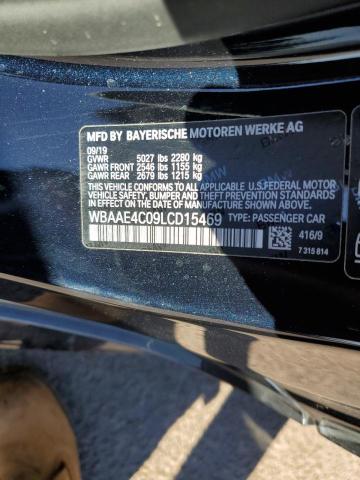 MFD BY BAYERISCHE MOTOREN WERKE AG
09/19
GVWR 5027 lbs 2280 kg
GAWR FRONT 2546 lbs 1155 kg
GAWR REAR 2679 lbs 1215 kg
THIS VEHICLE CONFORMS TO ALL APPLICABLE U.S.FEDERAL MOTOR
VEHICLE SAFETY, BUMPER, AND THEFT PREVENTION STANDARDS
IN EFFECT ON THE DATE OF MANUFACTURE SHOWN ABOVE.
WBAAE4C09LCD15469 TYPE: PASSENGER CAR
416/9
7 315 814